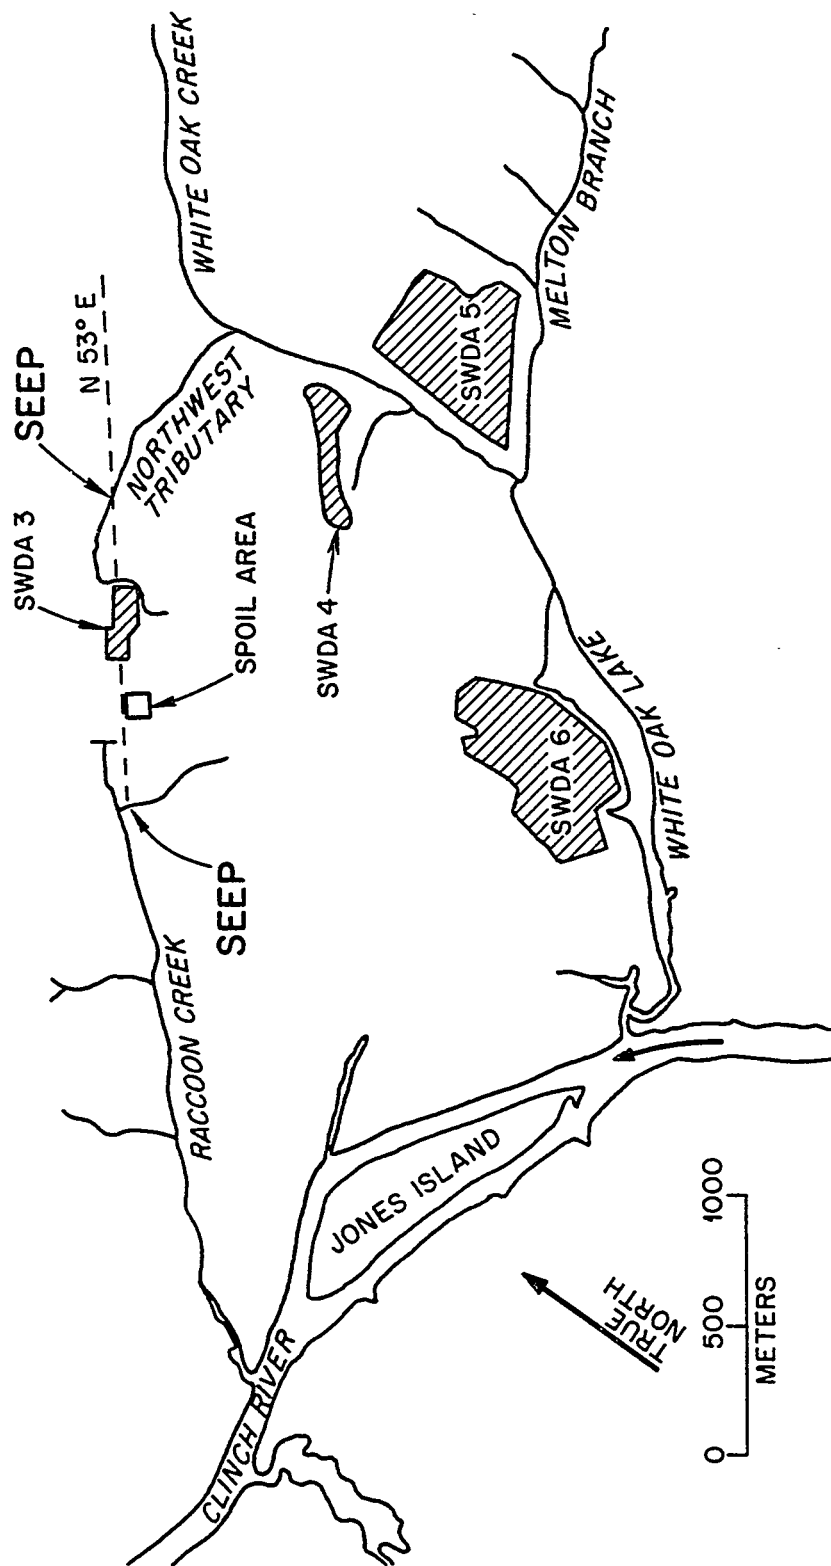 SEEP
N 53° E
WHITE OAK CREEK
SWDA 3
NORTHWEST
TRIBUTARY
SPOIL AREA
SWDA 4
SWDA 5
MELTON BRANCH
SEEP
RACCOON CREEK
SWDA 6
WHITE OAK LAKE
JONES ISLAND
CLINCH RIVER
TRUE
NORTH
0 500 1000
METERS